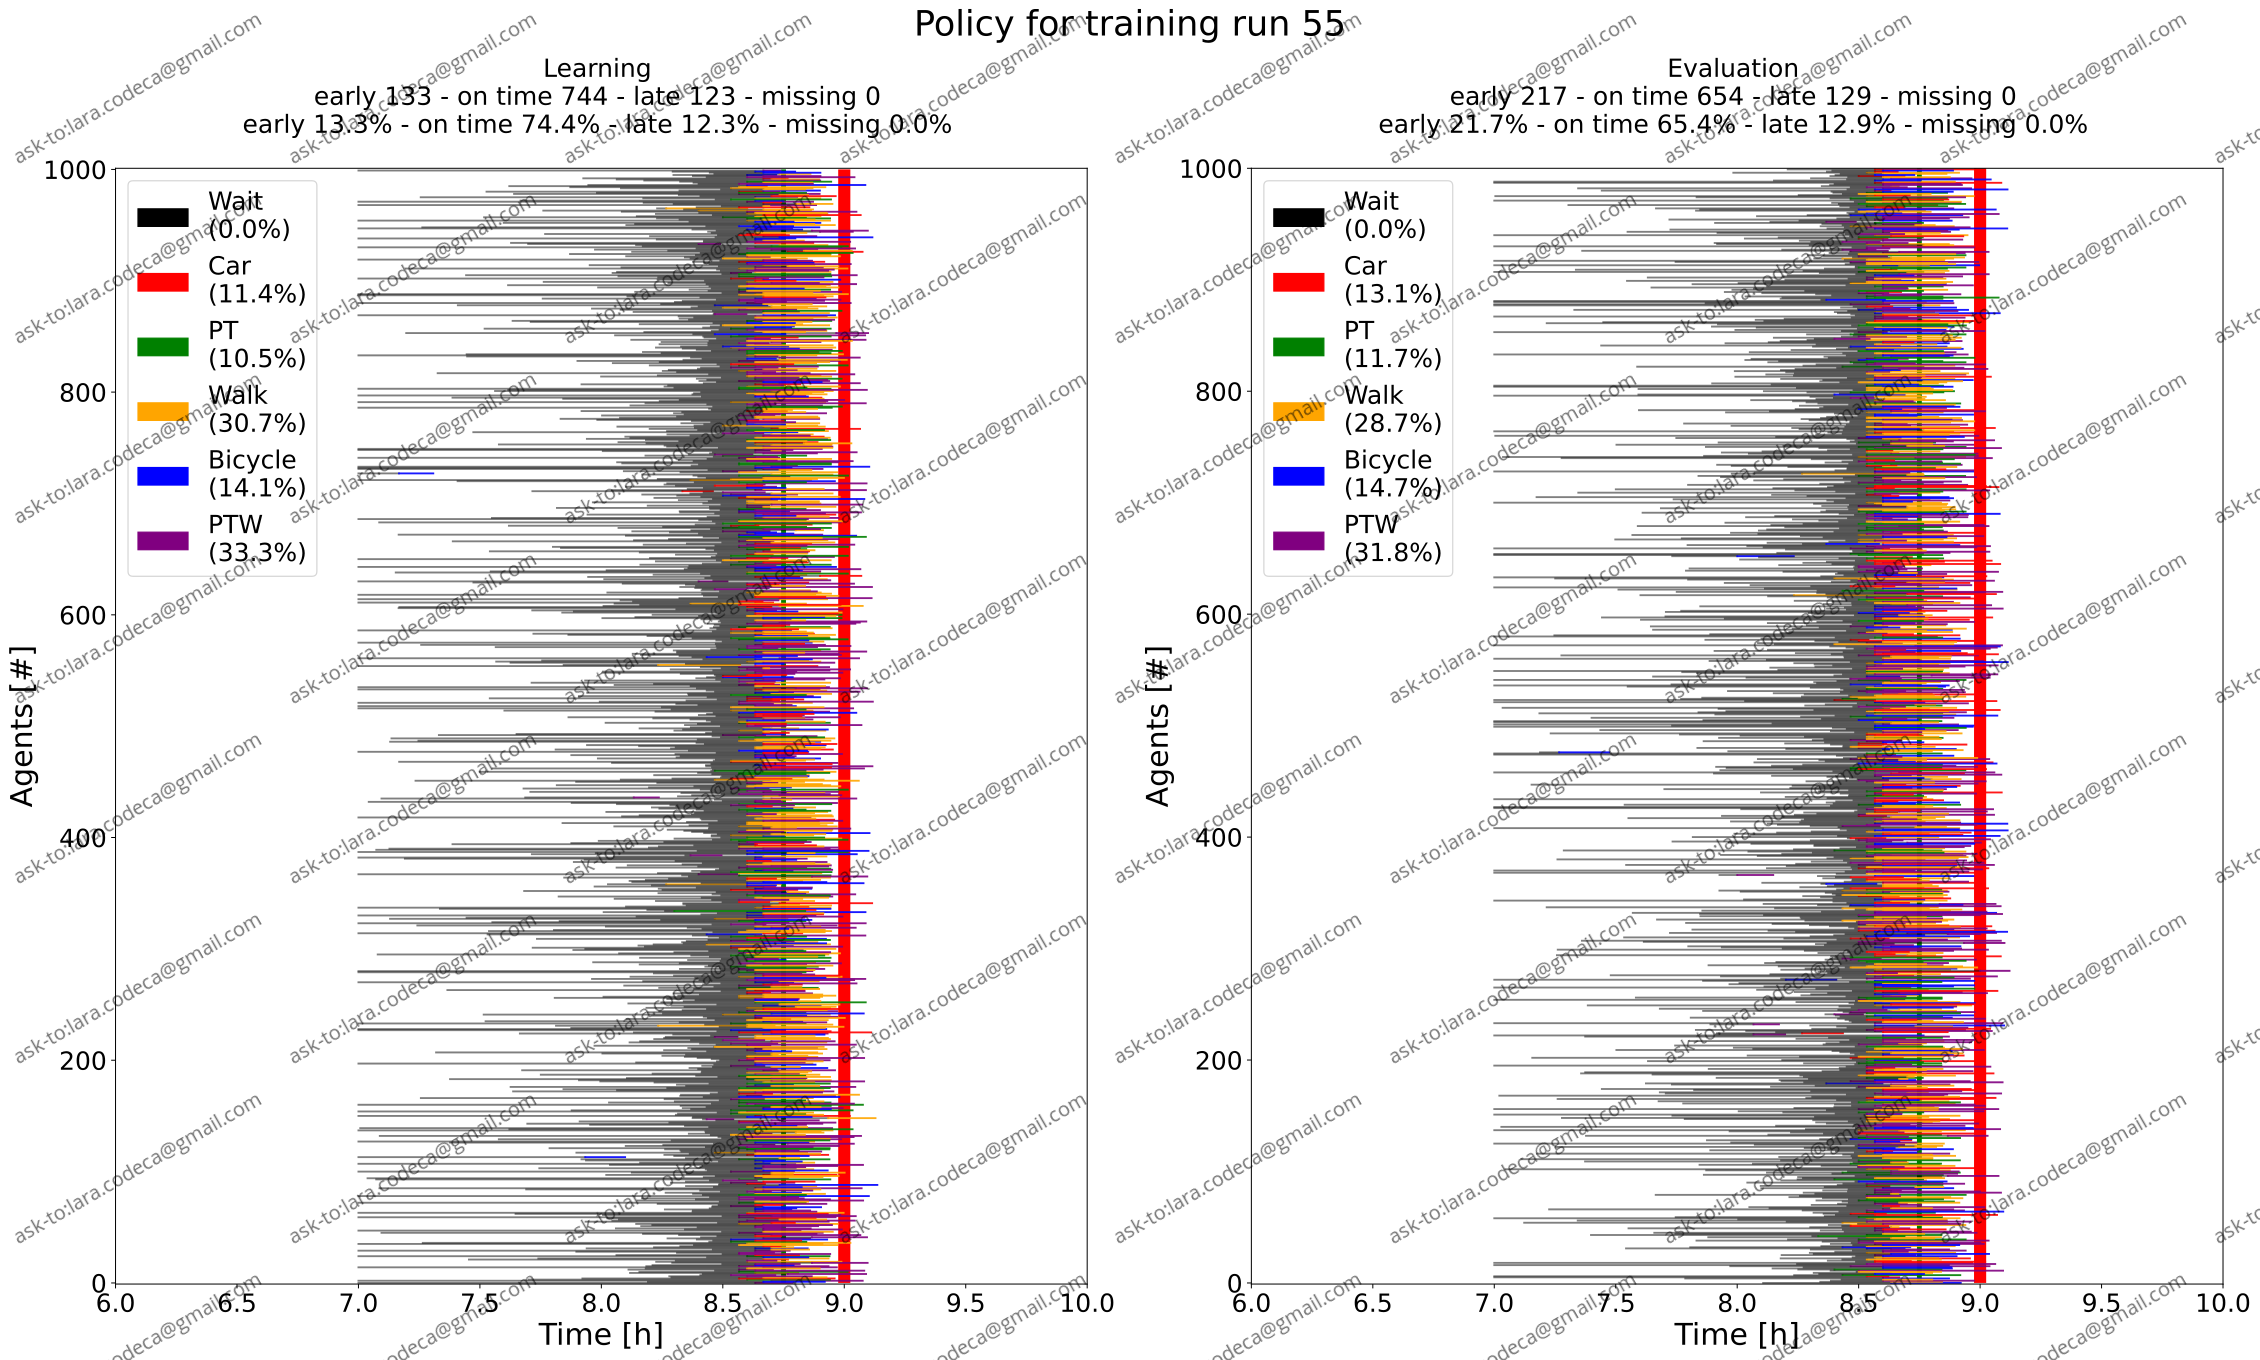 Policy for training run 55
Learning
early 133 - on time 744 - late 123 - missing 0
early 13.3% - on time 74.4% - late 12.3% - missing 0.0%
1000
800
600
400
200
0
Agents [#]
Wait
(0.0%)
Car
(11.4%)
PT
(10.5%)
Walk
(30.7%)
Bicycle
(14.1%)
PTW
(33.3%)
6.0 6.5 7.0 7.5 8.0 8.5 9.0 9.5 10.0
Time [h]
Evaluation
early 217 - on time 654 - late 129 - missing 0
early 21.7% - on time 65.4% - late 12.9% - missing 0.0%
1000
800
600
400
200
0
Agents [#]
Wait
(0.0%)
Car
(13.1%)
PT
(11.7%)
Walk
(28.7%)
Bicycle
(14.7%)
PTW
(31.8%)
6.0 6.5 7.0 7.5 8.0 8.5 9.0 9.5 10.0
Time [h]
ask-to:lara.codeca@gmail.com